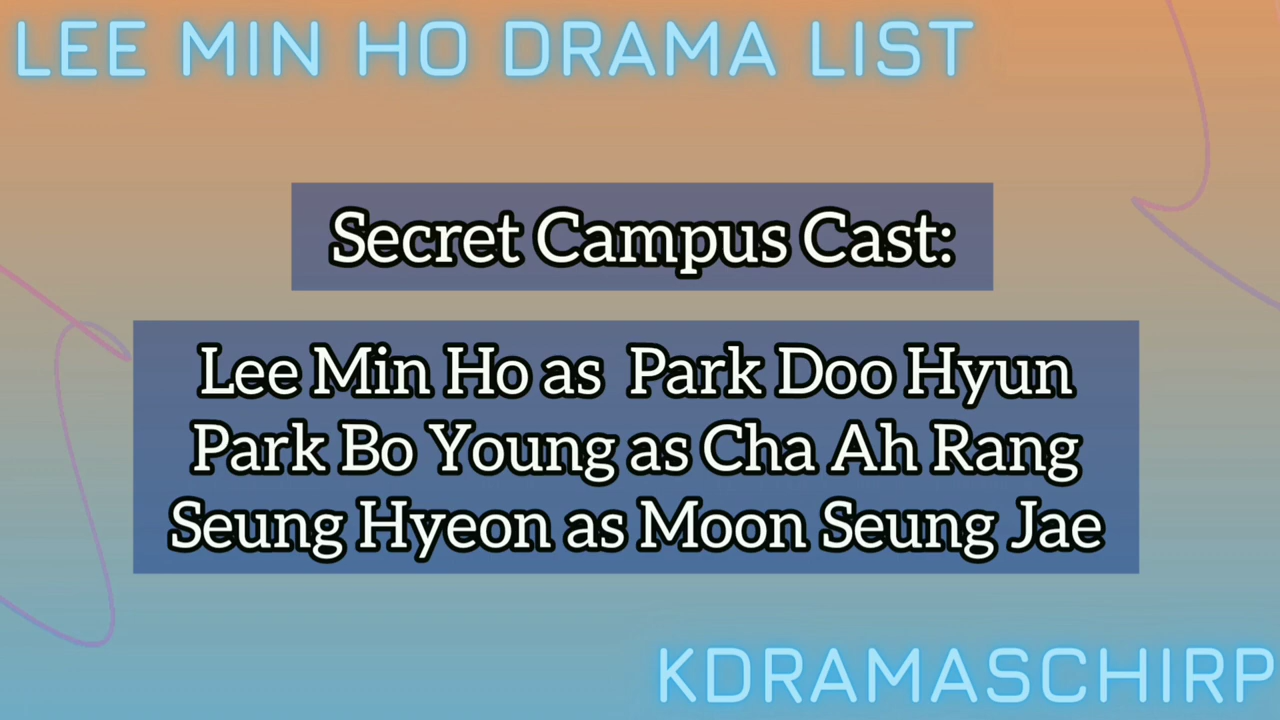 LEE MIN HO DRAMA LIST
Secret Campus Cast:
Lee Min Ho as Park Doo Hyun
Park Bo Young as Cha Ah Rang
Seung Hyeon as Moon Seung Jae
KDRAMASCHIRP